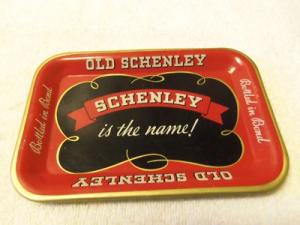 OLD SCHENLEY
Bottled in Bond
SCHENLEY
is the name!
Bottled in Bond
OLD SCHENLEY